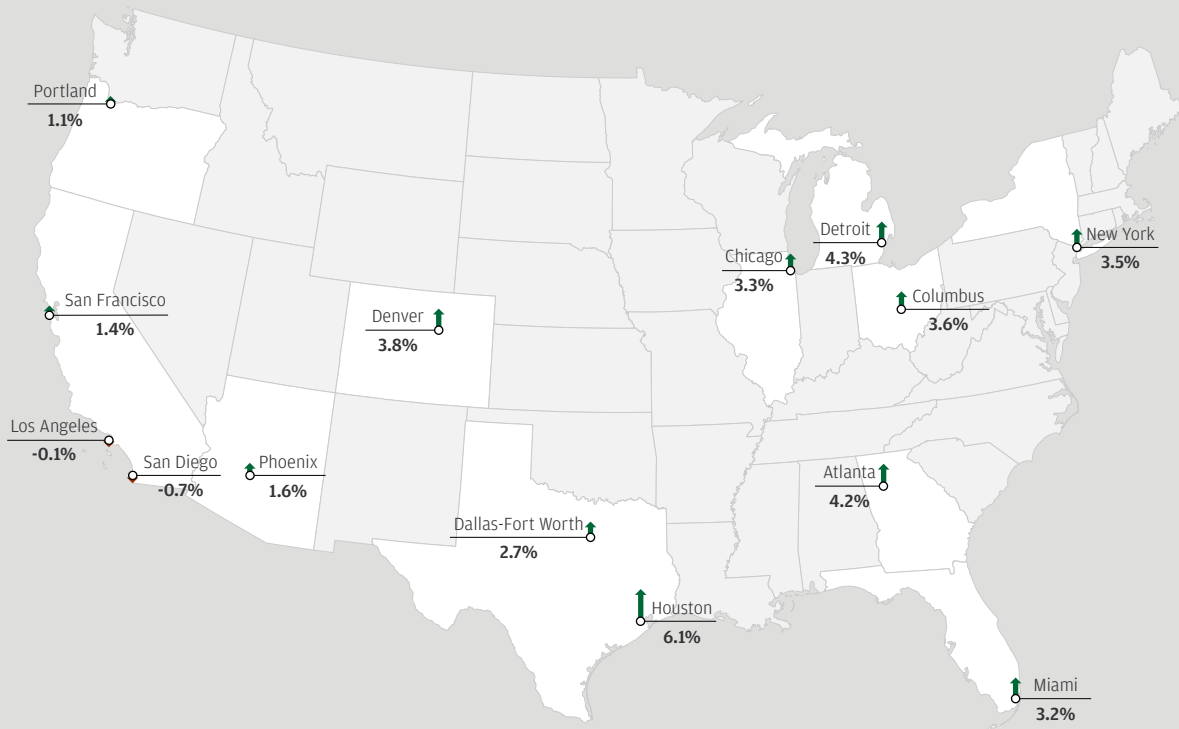 Portland
1.1%
Detroit
4.3%
New York
3.5%
Chicago
3.3%
San Francisco
1.4%
Columbus
3.6%
Denver
3.8%
Los Angeles
-0.1%
San Diego
-0.7%
Phoenix
1.6%
Atlanta
4.2%
Dallas-Fort Worth
2.7%
Houston
6.1%
Miami
3.2%